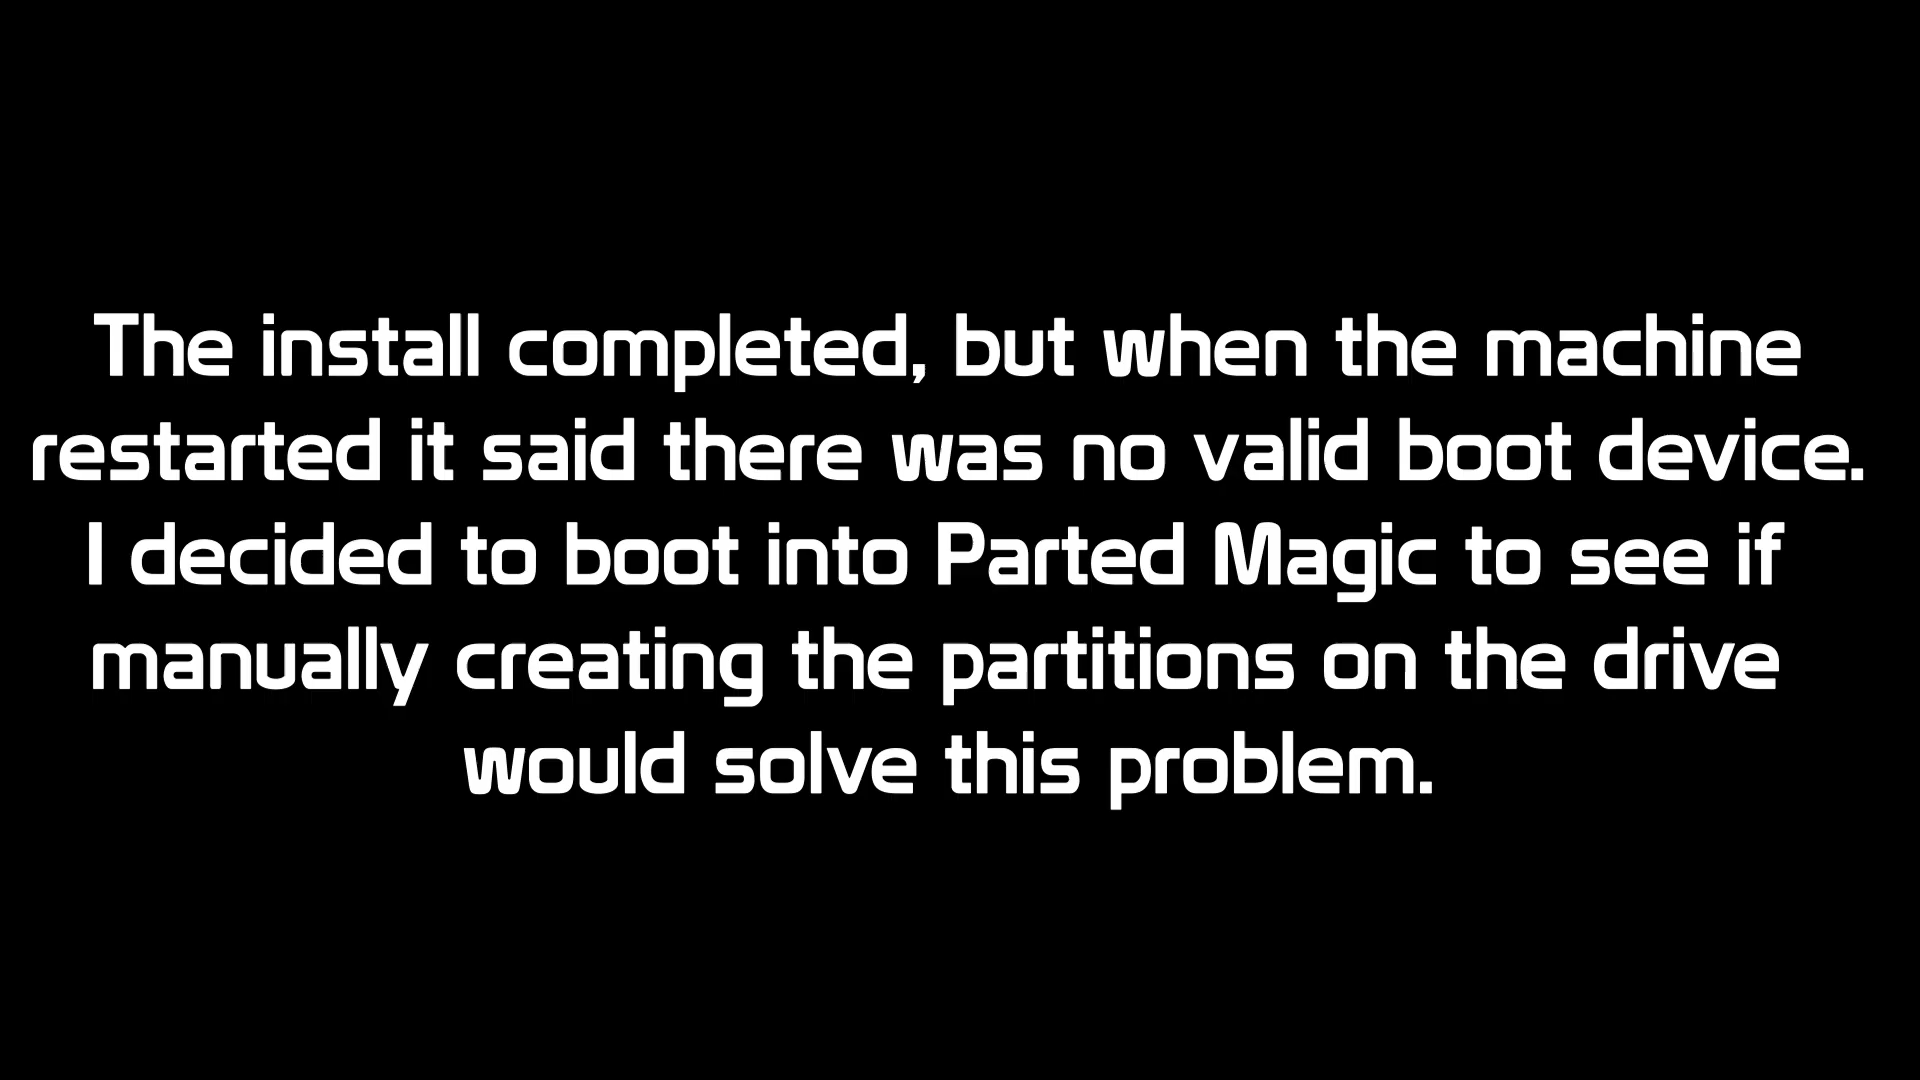 The install completed, but when the machine
restarted it said there was no valid boot device.
I decided to boot into Parted Magic to see if
manually creating the partitions on the drive
would solve this problem.